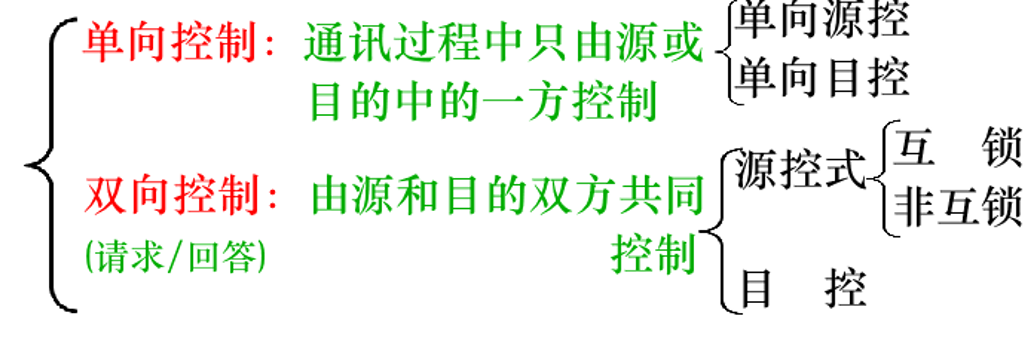 单向控制：通讯过程中只由源或
目的中的一方控制
单向源控
单向目控
双向控制：由源和目的双方共同
(请求/回答)
控制
源控式
互 锁
非互锁
目 控